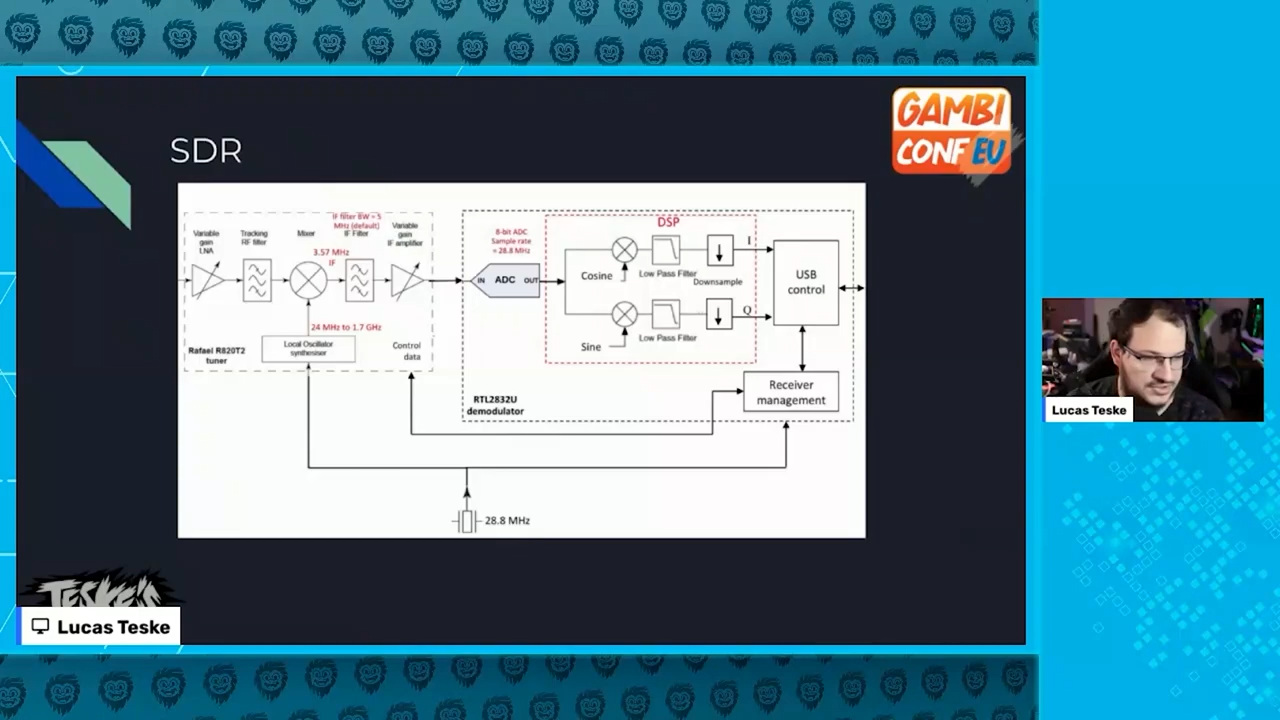 SDR
GAMBI
CONF EU
Variable
gain
LNA
Tracking
RF filter
Mixer
IF filter BW = 5
MHz (default)
IF Filter
Variable
gain
IF amplifier
3.57 MHz
IF
24 MHz to 1.7 GHz
Local Oscillator
synthesiser
Rafael R820T2
tuner
Control
data
8-bit ADC
Sample rate
= 28.8 MHz
IN ADC OUT
DSP
Cosine
Low Pass Filter
Downsample
I
Sine
Low Pass Filter
Q
USB
control
RTL2832U
demodulator
Receiver
management
28.8 MHz
TESKE'S
Lucas Teske
Lucas Teske